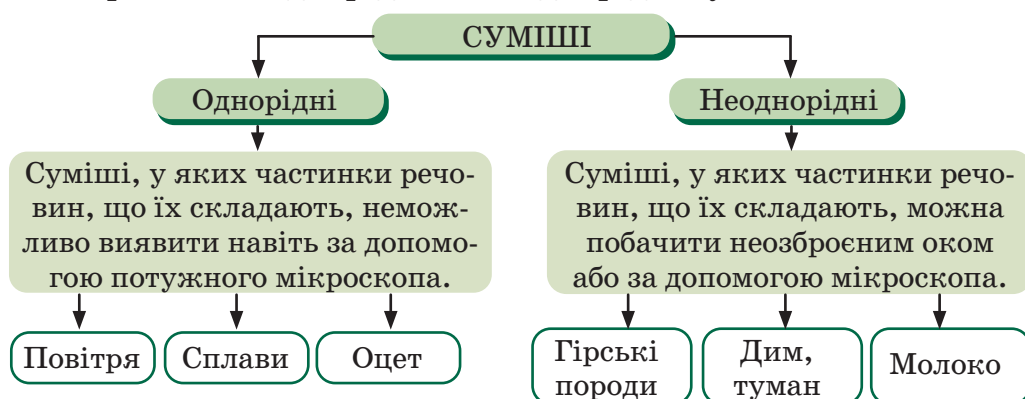 СУМІШІ
Однорідні
Неоднорідні
Суміші, у яких частинки речо-
вин, що їх складають, немож-
ливо виявити навіть за допомо-
гою потужного мікроскопа.
Суміші, у яких частинки речо-
вин, що їх складають, можна
побачити неозброєним оком
або за допомогою мікроскопа.
Повітря
Сплави
Оцет
Гірські
породи
Дим,
туман
Молоко